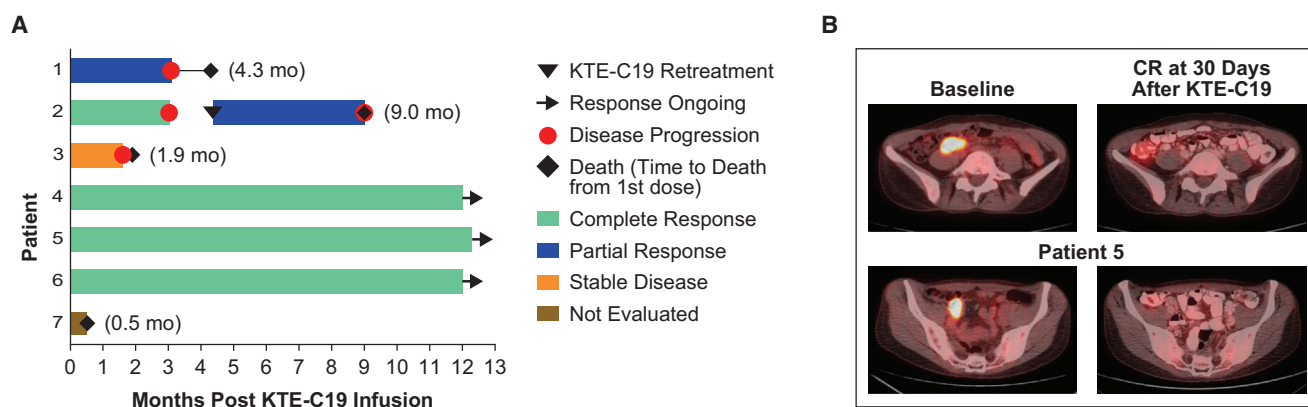 A
1
(4.3 mo)
2
(9.0 mo)
3
(1.9 mo)
4
5
6
7
(0.5 mo)
Patient
0 1 2 3 4 5 6 7 8 9 10 11 12 13
Months Post KTE-C19 Infusion
KTE-C19 Retreatment
Response Ongoing
Disease Progression
Death (Time to Death
from 1st dose)
Complete Response
Partial Response
Stable Disease
Not Evaluated
B
Baseline
CR at 30 Days
After KTE-C19
Patient 5